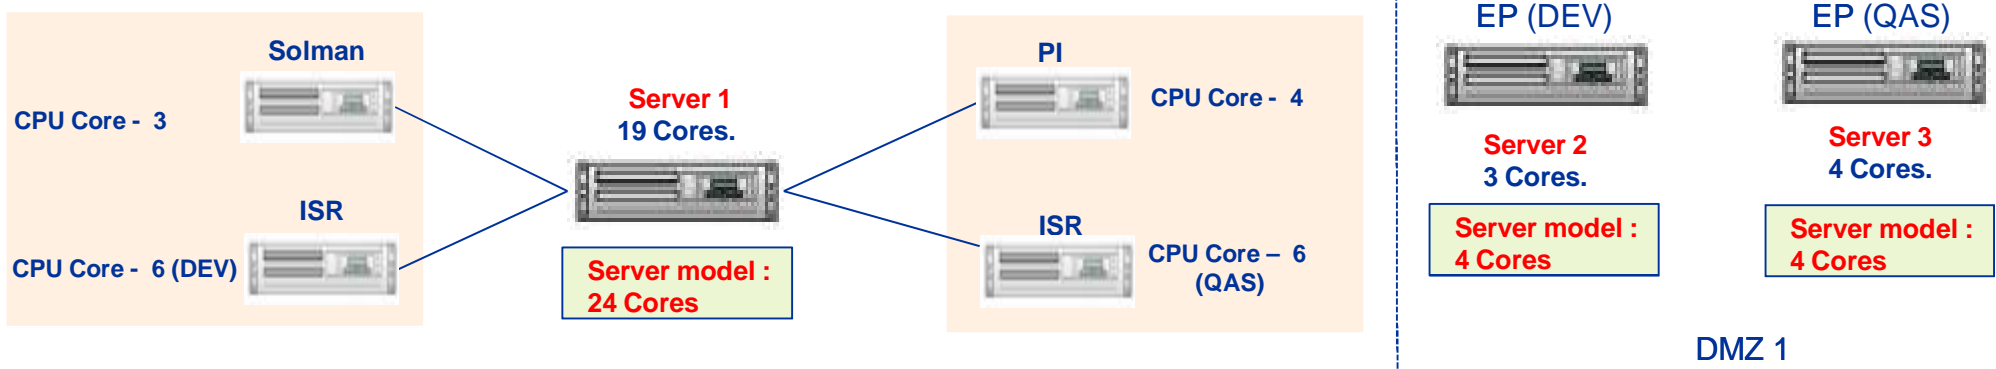 Solman
CPU Core -  3
ISR
CPU Core -  6 (DEV)
Server 1
19 Cores.
Server model :
24 Cores
PI
CPU Core -  4
ISR
CPU Core –  6
(QAS)
EP (DEV)
Server 2
3 Cores.
Server model :
4 Cores
EP (QAS)
Server 3
4 Cores.
Server model :
4 Cores
DMZ 1